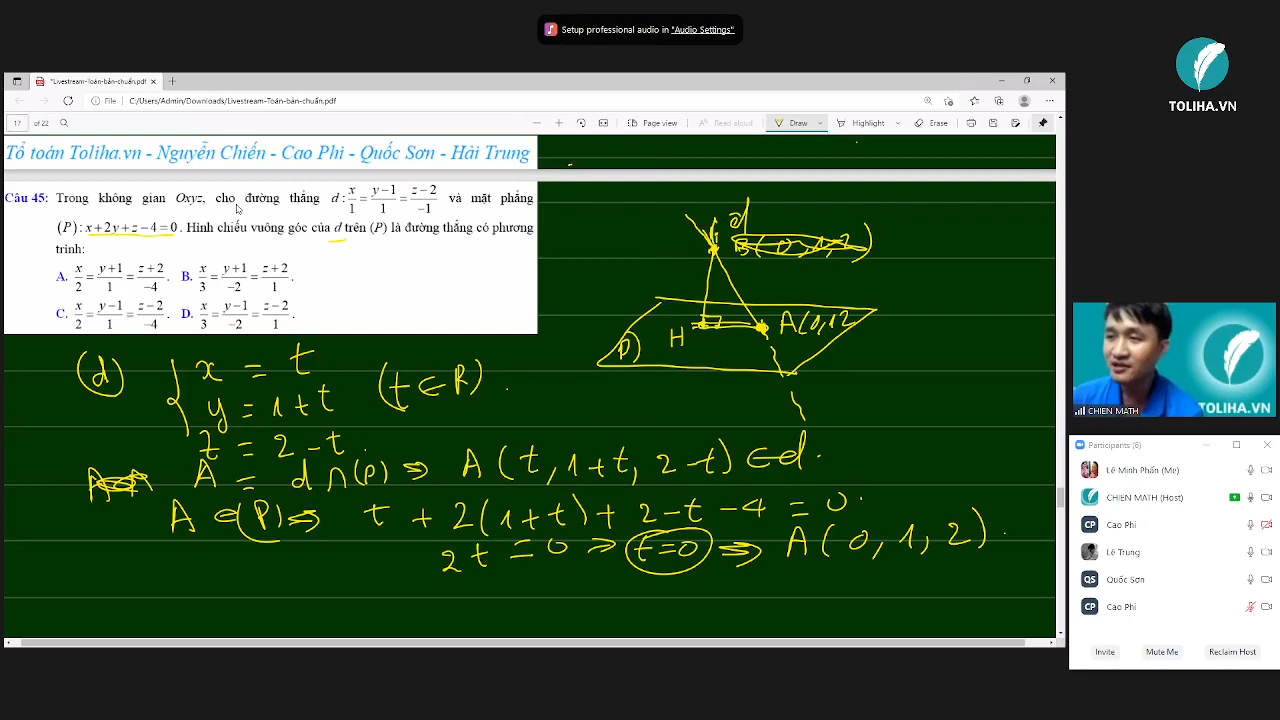 Setup professional audio in "Audio Settings"
TOLIHA.VN
*Livestream-Toán-bản-chuẩn.pdf
File C:/Users/Admin/Downloads/Livestream-Toán-bản-chuẩn.pdf
17 of 22 Page view Read aloud Draw Highlight Erase
Tổ toán Toliha.vn - Nguyễn Chiến - Cao Phi - Quốc Sơn - Hải Trung
Câu 45: Trong không gian Oxyz, cho đường thẳng d: x/1 = y−1/1 = z−2/−1 và mặt phẳng
(P): x+2y+z−4=0. Hình chiếu vuông góc của d trên (P) là đường thẳng có phương
trình:
A. x/2 = y+1/1 = z+2/−4. B. x/3 = y+1/−2 = z+2/1.
C. x/2 = y−1/1 = z−2/−4. D. x/3 = y−1/−2 = z−2/1.
d
H A(0,1,2
P)
(d) { x = t
y = 1+t (t∈R)
z = 2-t.
A = d∩(P) => A(t, 1+t, 2-t) ∈ d.
A ∈ (P) <=> t + 2(1+t) + 2-t-4 = 0.
2t = 0 => t=0 => A(0, 1, 2).
CHIEN MATH
TOLIHA.VN
Participants (6)
Lê Minh Phấn (Me)
CHIEN MATH (Host)
CP Cao Phi
Lê Trung
QS Quốc Sơn
CP Cao Phi
Invite Mute Me Reclaim Host